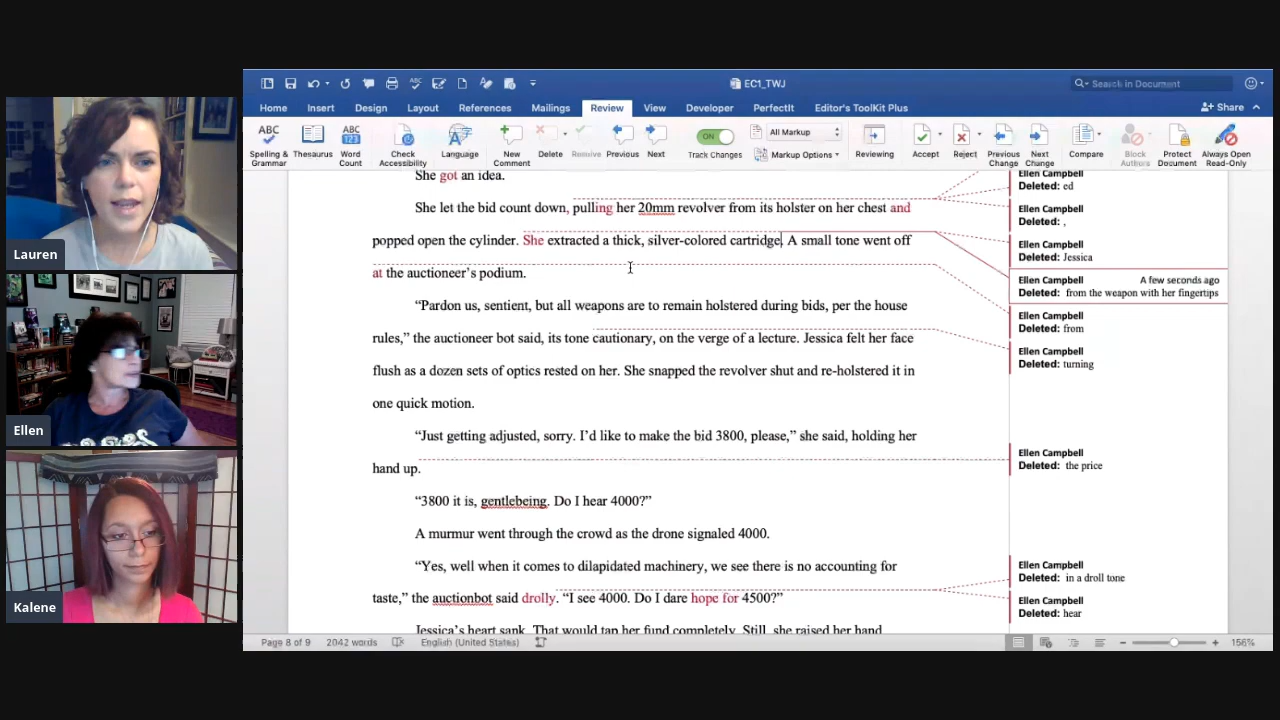 EC1_TWJ
Search in Document
Home Insert Design Layout References Mailings Review View Developer PerfectIt Editor's ToolKit Plus
Share
ABC
Spelling & Grammar
Thesaurus
ABC
123
Word Count
Check Accessibility
Language
New Comment
Delete
Remove
Previous
Next
ON
Track Changes
All Markup
Markup Options
Reviewing
Accept
Reject
Previous Change
Next Change
Compare
Block Authors
Protect Document
Always Open Read-Only
She got an idea.
She let the bid count down, pulling her 20mm revolver from its holster on her chest and
popped open the cylinder. She extracted a thick, silver-colored cartridge. A small tone went off
at the auctioneer's podium.
“Pardon us, sentient, but all weapons are to remain holstered during bids, per the house
rules,” the auctioneer bot said, its tone cautionary, on the verge of a lecture. Jessica felt her face
flush as a dozen sets of optics rested on her. She snapped the revolver shut and re-holstered it in
one quick motion.
“Just getting adjusted, sorry. I'd like to make the bid 3800, please,” she said, holding her
hand up.
“3800 it is, gentlebeing. Do I hear 4000?”
A murmur went through the crowd as the drone signaled 4000.
“Yes, well when it comes to dilapidated machinery, we see there is no accounting for
taste,” the auctionbot said drolly. “I see 4000. Do I dare hope for 4500?”
Jessica's heart sank. That would tap her fund completely. Still, she raised her hand
Ellen Campbell
Deleted: ed
Ellen Campbell
Deleted: ,
Ellen Campbell
Deleted: Jessica
Ellen Campbell A few seconds ago
Deleted: from the weapon with her fingertips
Ellen Campbell
Deleted: from
Ellen Campbell
Deleted: turning
Ellen Campbell
Deleted: the price
Ellen Campbell
Deleted: in a droll tone
Ellen Campbell
Deleted: hear
Page 8 of 9 2042 words English (United States) 156%
Lauren
Ellen
Kalene